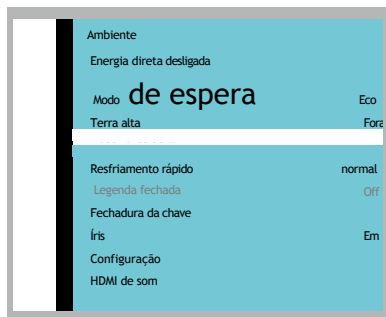 Ambiente
Energia direta desligada
Modo de espera Eco
Terra alta Fora
Resfriamento rápido normal
Legenda fechada Off
Fechadura da chave
Íris Em
Configuração
HDMI de som